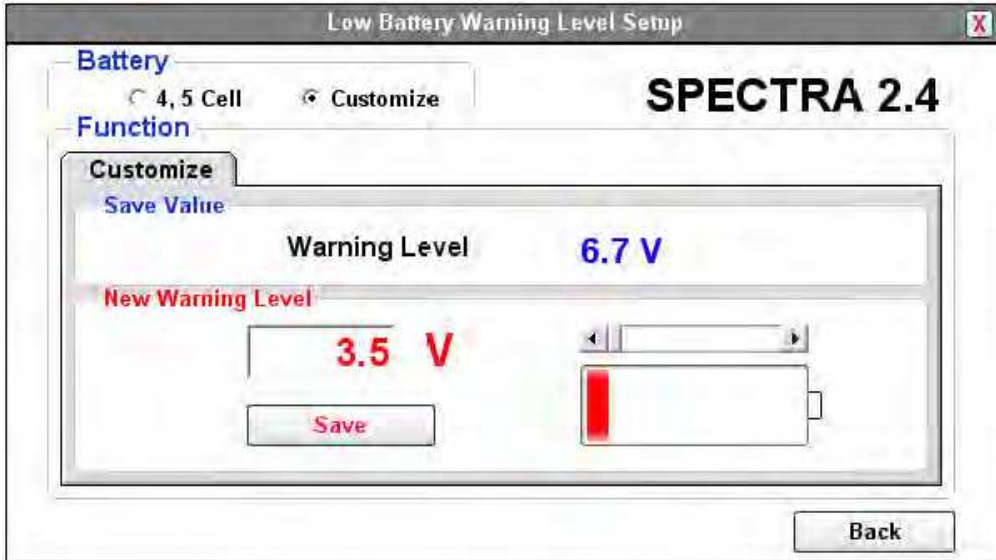 Low Battery Warning Level Setup X
Battery
4, 5 Cell Customize
SPECTRA 2.4
Function
Customize
Save Value
Warning Level 6.7 V
New Warning Level
3.5 V
Save
Back